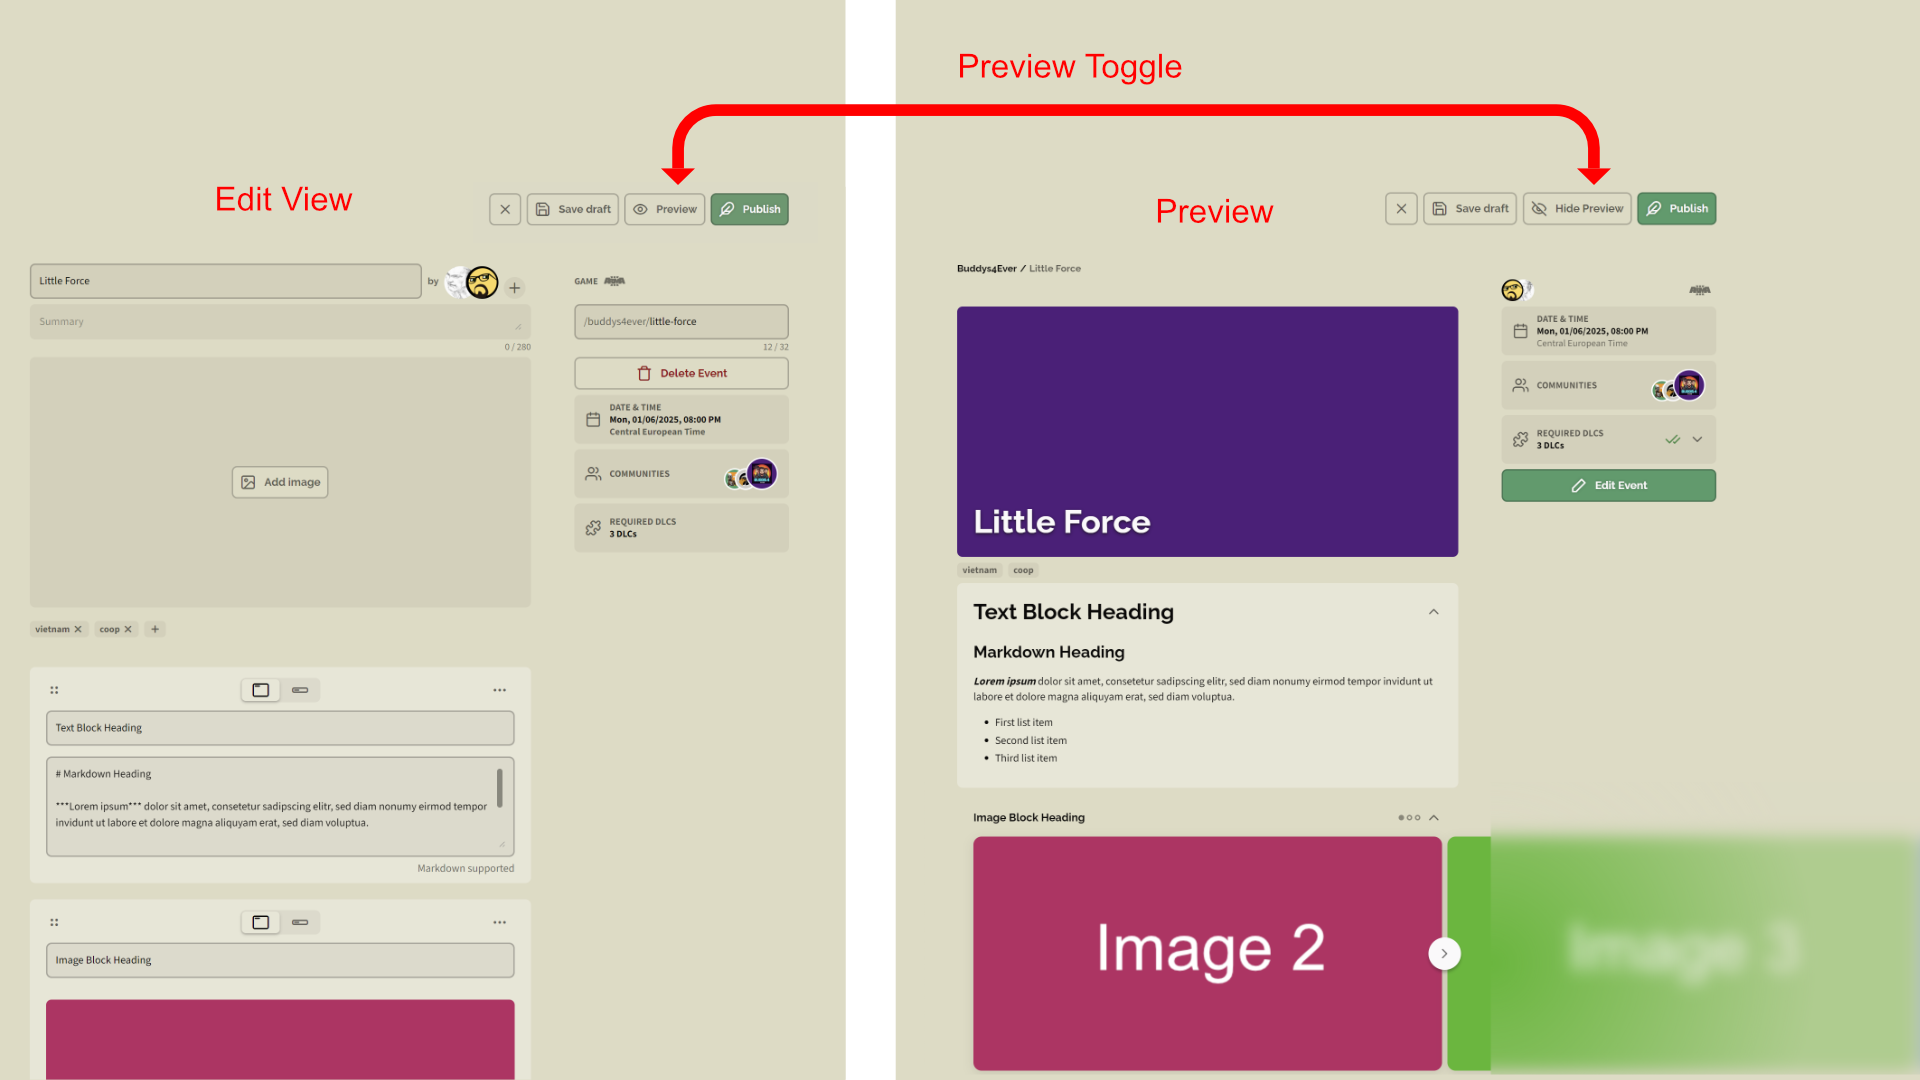 Preview Toggle
Edit View
Save draft
Preview
Publish
Little Force
by
Summary
0 / 280
Add image
vietnam
coop
Text Block Heading
# Markdown Heading
***Lorem ipsum*** dolor sit amet, consetetur sadipscing elitr, sed diam nonumy eirmod tempor
invidunt ut labore et dolore magna aliquyam erat, sed diam voluptua.
Markdown supported
Image Block Heading
GAME
/buddys4ever/little-force
12 / 32
Delete Event
DATE & TIME
Mon, 01/06/2025, 08:00 PM
Central European Time
COMMUNITIES
REQUIRED DLCS
3 DLCs
Preview
Save draft
Hide Preview
Publish
Buddys4Ever / Little Force
Little Force
vietnam
coop
Text Block Heading
Markdown Heading
Lorem ipsum dolor sit amet, consetetur sadipscing elitr, sed diam nonumy eirmod tempor invidunt ut
labore et dolore magna aliquyam erat, sed diam voluptua.
• First list item
• Second list item
• Third list item
Image Block Heading
Image 2
Image 3
DATE & TIME
Mon, 01/06/2025, 08:00 PM
Central European Time
COMMUNITIES
REQUIRED DLCS
3 DLCs
Edit Event